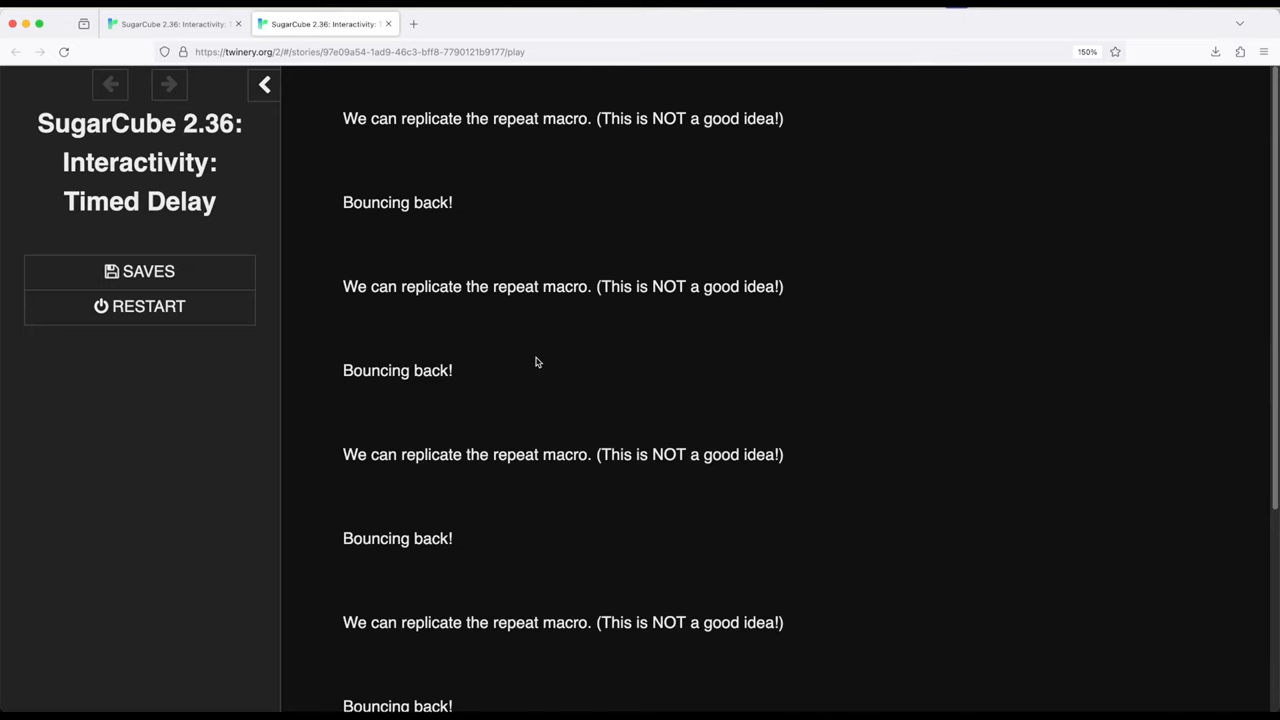 SugarCube 2.36: Interactivity: T
SugarCube 2.36: Interactivity: T
https://twinery.org/2/#/stories/97e09a54-1ad9-46c3-bff8-7790121b9177/play
150%
SugarCube 2.36:
Interactivity:
Timed Delay
SAVES
RESTART
We can replicate the repeat macro. (This is NOT a good idea!)
Bouncing back!
We can replicate the repeat macro. (This is NOT a good idea!)
Bouncing back!
We can replicate the repeat macro. (This is NOT a good idea!)
Bouncing back!
We can replicate the repeat macro. (This is NOT a good idea!)
Bouncing back!